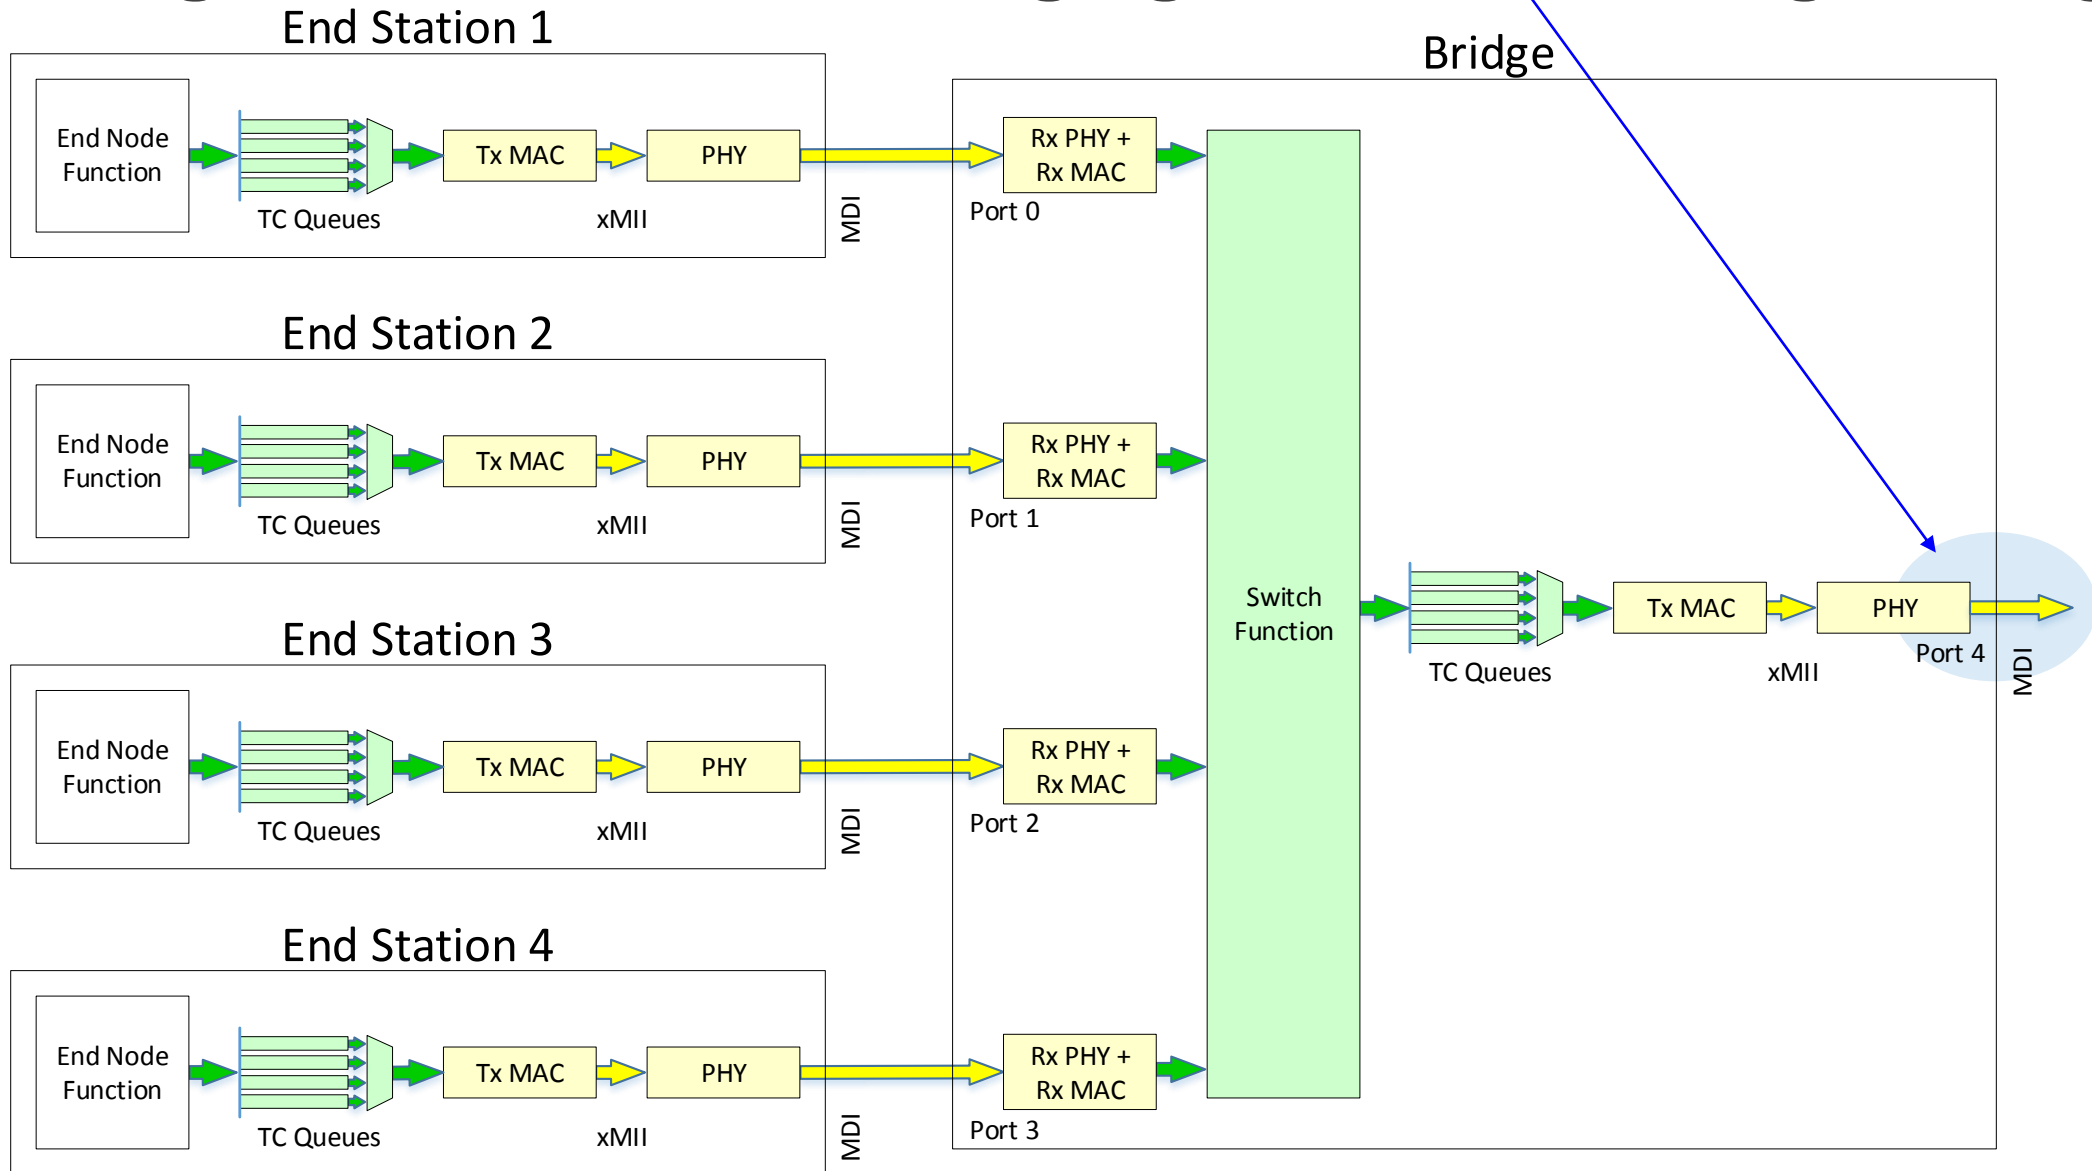 End Station 1
End Node
Function
TC Queues
Tx MAC
xMII
PHY
MDI
End Station 2
End Node
Function
TC Queues
Tx MAC
xMII
PHY
MDI
End Station 3
End Node
Function
TC Queues
Tx MAC
xMII
PHY
MDI
End Station 4
End Node
Function
TC Queues
Tx MAC
xMII
PHY
MDI
Bridge
Rx PHY +
Rx MAC
Port 0
Rx PHY +
Rx MAC
Port 1
Rx PHY +
Rx MAC
Port 2
Rx PHY +
Rx MAC
Port 3
Switch
Function
TC Queues
Tx MAC
xMII
PHY
Port 4
MDI